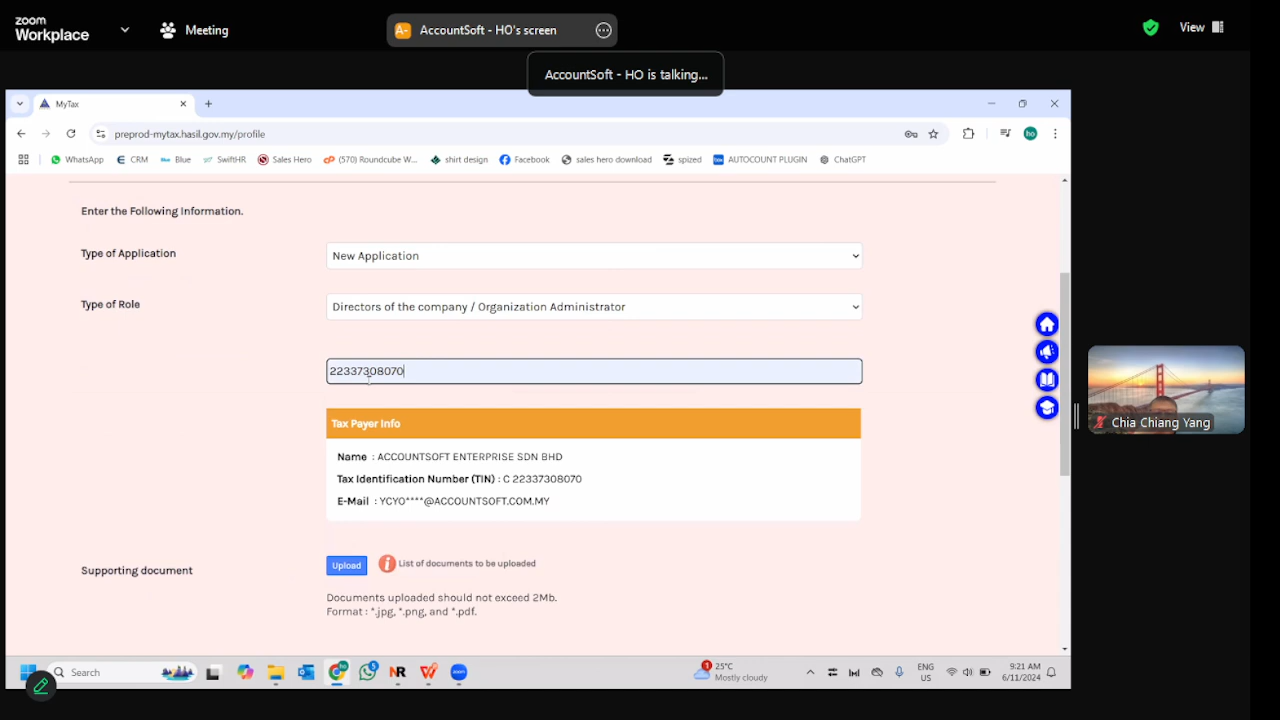 zoom
Workplace
Meeting
A- AccountSoft - HO's screen
View
AccountSoft - HO is talking...
MyTax
preprod-mytax.hasil.gov.my/profile
ho
WhatsApp CRM Blue SwiftHR Sales Hero (570) Roundcube W... shirt design Facebook sales hero download spized AUTOCOUNT PLUGIN ChatGPT
Enter the Following Information.
Type of Application
New Application
Type of Role
Directors of the company / Organization Administrator
22337308070
Tax Payer Info
Name : ACCOUNTSOFT ENTERPRISE SDN BHD
Tax Identification Number (TIN) : C 22337308070
E-Mail : YCYO****@ACCOUNTSOFT.COM.MY
Chia Chiang Yang
Supporting document
Upload
List of documents to be uploaded
Documents uploaded should not exceed 2Mb.
Format : *.jpg, *.png, and *.pdf.
Search
25°C
Mostly cloudy
ENG
US
9:21 AM
6/11/2024